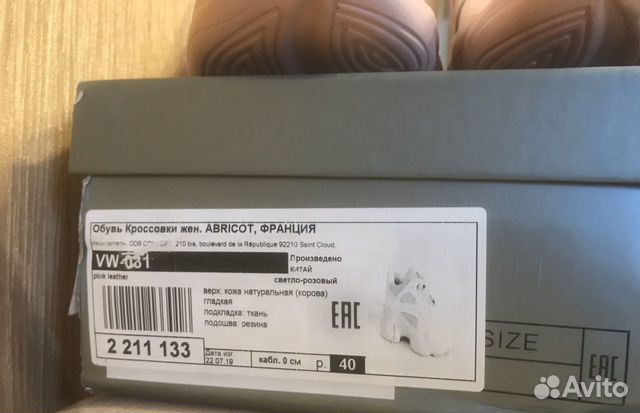 Обувь Кроссовки жен. ABRICOT, ФРАНЦИЯ
210 bis, boulevard de la République 92210 Saint Cloud,
VW-081
Произведено
КИТАЙ
pink leather
светло-розовый
верх: кожа натуральная (корова)
гладкая
подкладка: ткань
подошва: резина
EAC
2 211 133
Дата изг.
22.07.19
кабл. 0 см
р. 40
SIZE
EAC
Avito